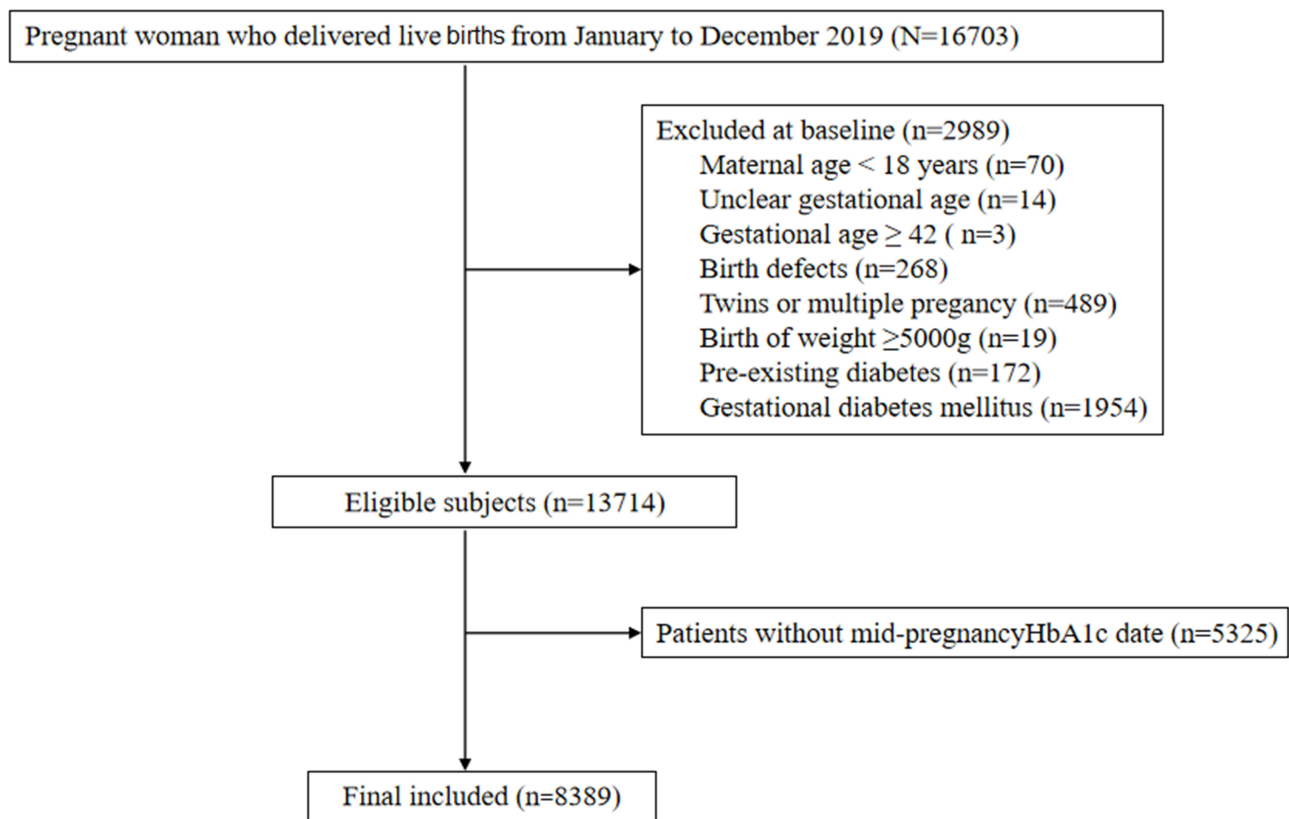 Pregnant woman who delivered live births from January to December 2019 (N=16703)
Excluded at baseline (n=2989)
Maternal age < 18 years (n=70)
Unclear gestational age (n=14)
Gestational age ≥ 42 ( n=3)
Birth defects (n=268)
Twins or multiple pregancy (n=489)
Birth of weight ≥5000g (n=19)
Pre-existing diabetes (n=172)
Gestational diabetes mellitus (n=1954)
Eligible subjects (n=13714)
Patients without mid-pregnancyHbA1c date (n=5325)
Final included (n=8389)